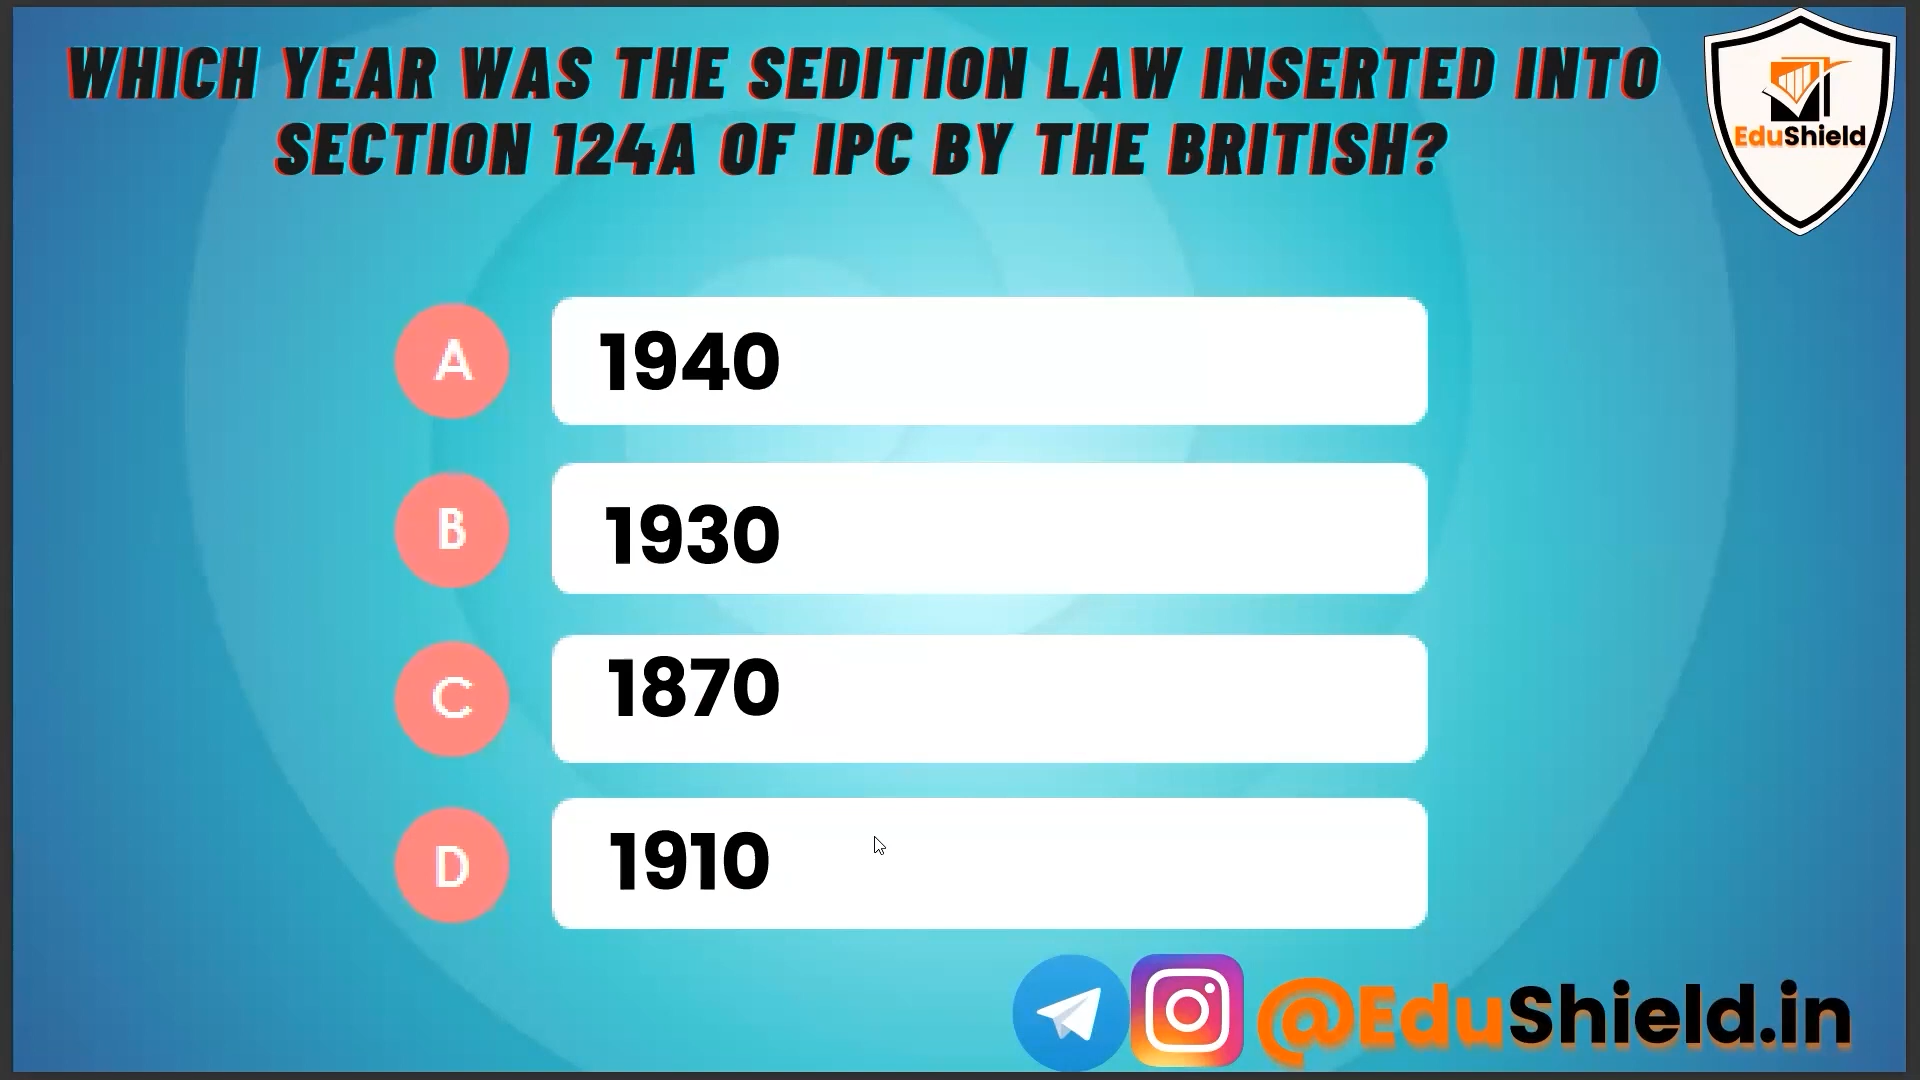 WHICH YEAR WAS THE SEDITION LAW INSERTED INTO
SECTION 124A OF IPC BY THE BRITISH?
EduShield
A
1940
B
1930
C
1870
D
1910
@EduShield.in